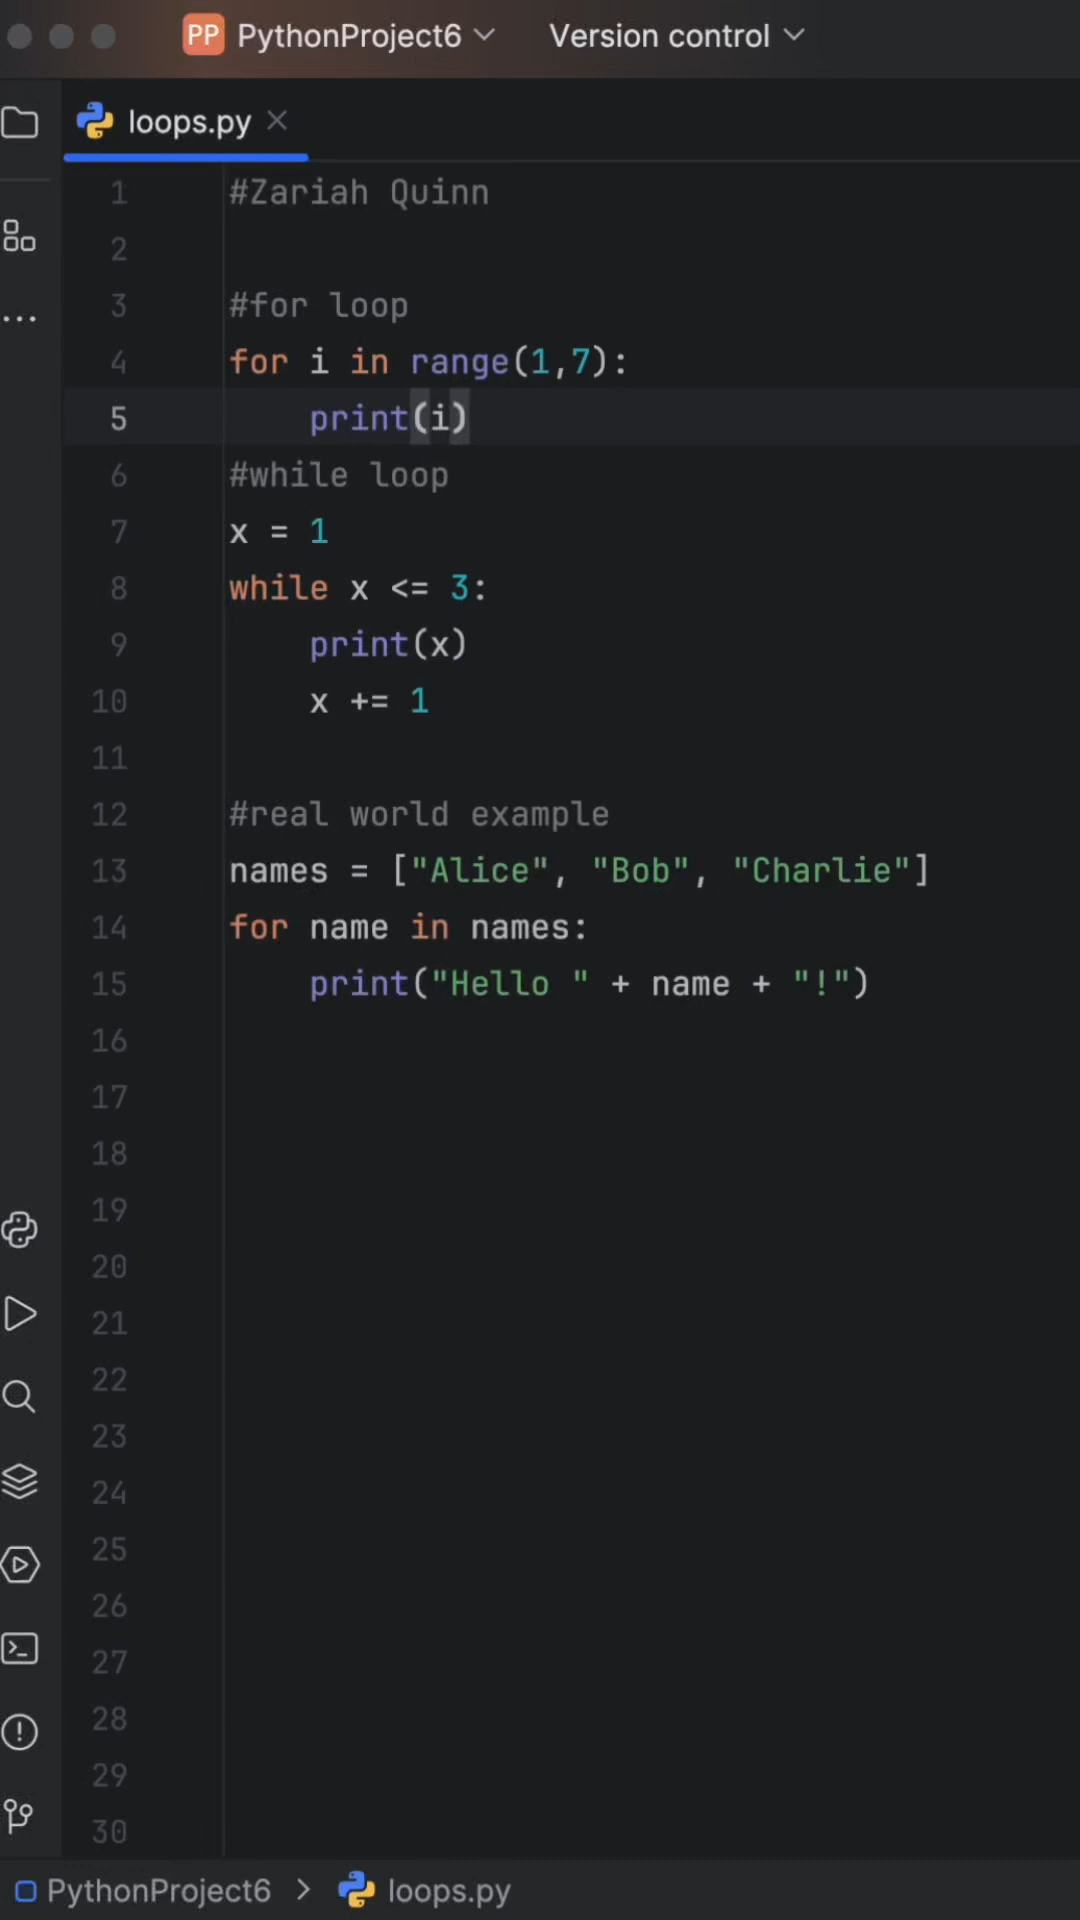 PP PythonProject6 Version control
loops.py
1 #Zariah Quinn
2
3 #for loop
4 for i in range(1,7):
5     print(i)
6 #while loop
7 x = 1
8 while x <= 3:
9     print(x)
10     x += 1
11
12 #real world example
13 names = ["Alice", "Bob", "Charlie"]
14 for name in names:
15     print("Hello " + name + "!")
16
17
18
19
20
21
22
23
24
25
26
27
28
29
30
PythonProject6 > loops.py